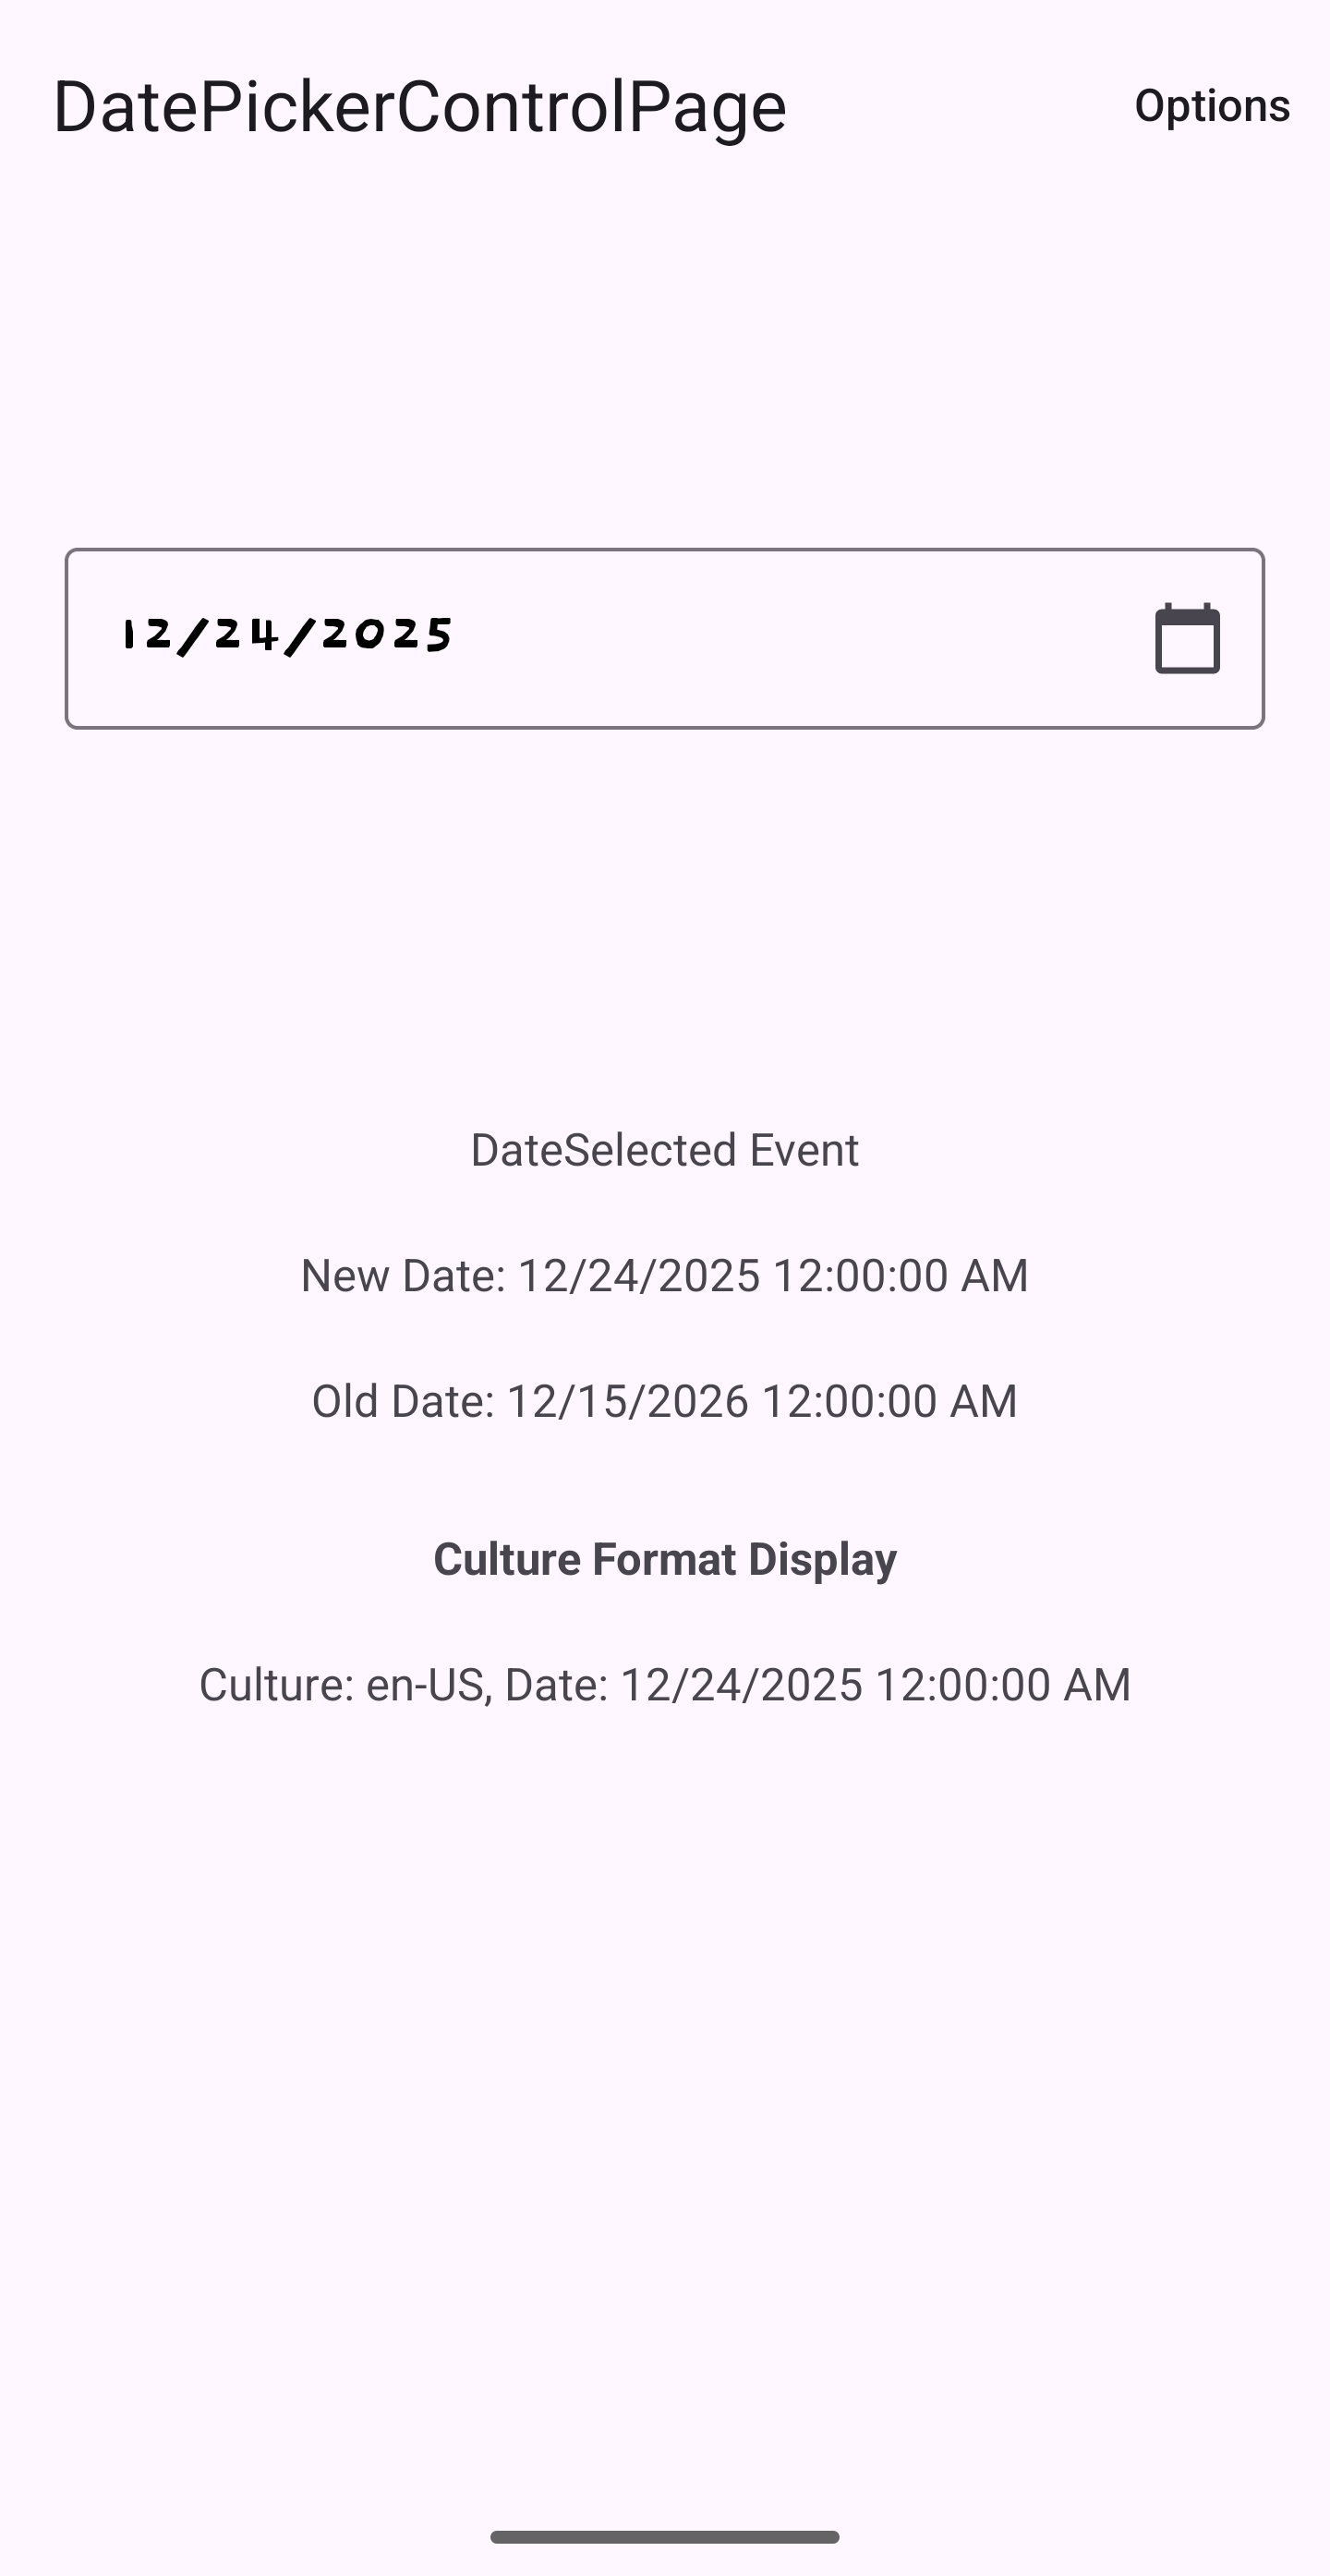 DatePickerControlPage Options
12/24/2025
DateSelected Event
New Date: 12/24/2025 12:00:00 AM
Old Date: 12/15/2026 12:00:00 AM
Culture Format Display
Culture: en-US, Date: 12/24/2025 12:00:00 AM